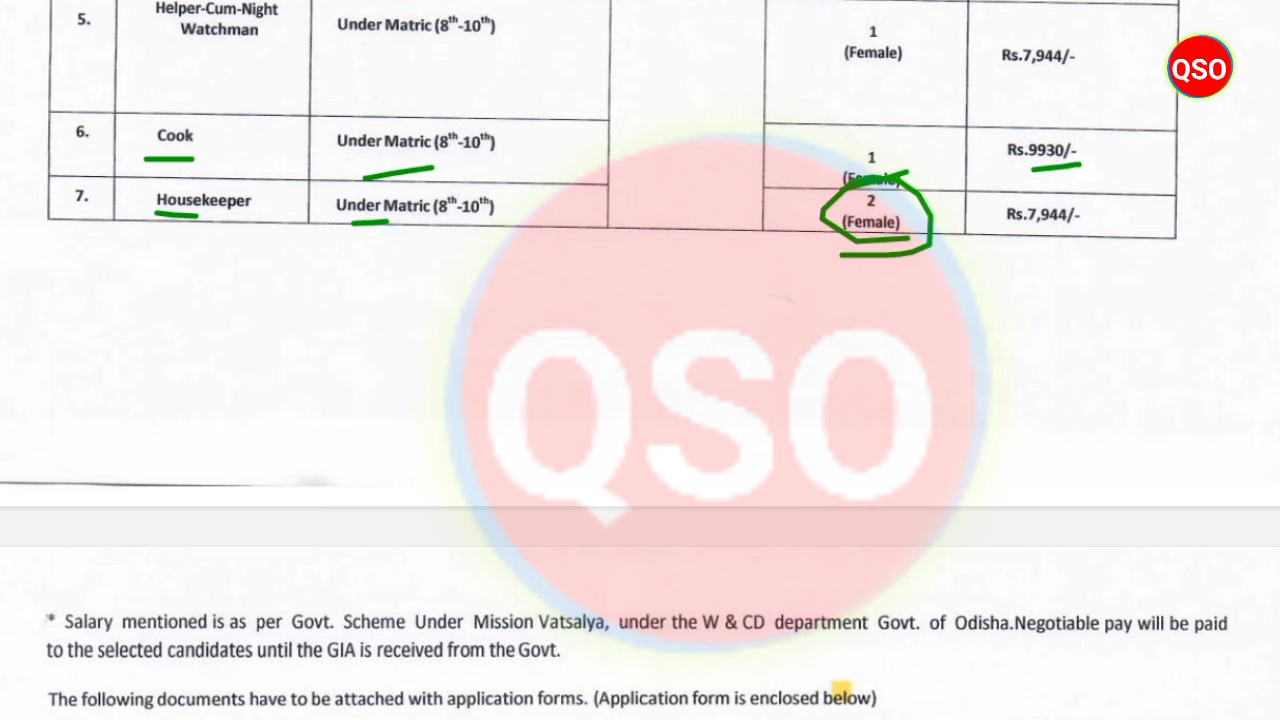 5.
Helper-Cum-Night
Watchman
Under Matric (8th-10th)
1
(Female)
Rs.7,944/-
QSO
6.
Cook
Under Matric (8th-10th)
1
(Female)
Rs.9930/-
7.
Housekeeper
Under Matric (8th-10th)
2
(Female)
Rs.7,944/-
QSO
* Salary mentioned is as per Govt. Scheme Under Mission Vatsalya, under the W & CD department Govt. of Odisha.Negotiable pay will be paid
to the selected candidates until the GIA is received from the Govt.
The following documents have to be attached with application forms. (Application form is enclosed below)